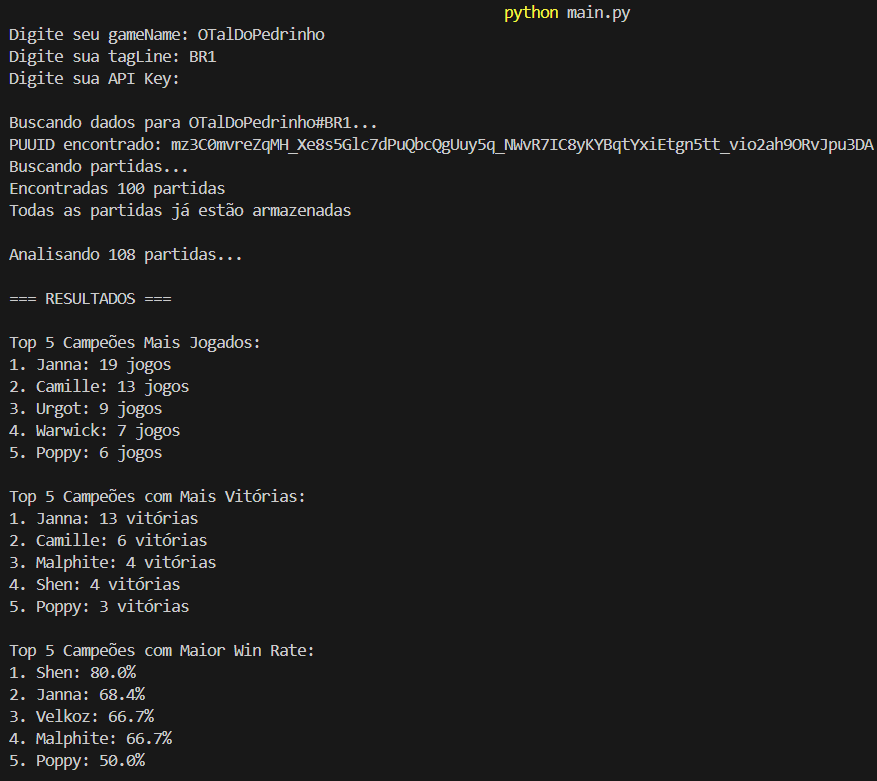 python main.py
Digite seu gameName: OTalDoPedrinho
Digite sua tagLine: BR1
Digite sua API Key:
Buscando dados para OTalDoPedrinho#BR1...
PUUID encontrado: mz3C0mvreZqMH_Xe8s5Glc7dPuQbcQgUuy5q_NWvR7IC8yKYBqtYxiEtgn5tt_vio2ah9ORvJpu3DA
Buscando partidas...
Encontradas 100 partidas
Todas as partidas já estão armazenadas
Analisando 108 partidas...
=== RESULTADOS ===
Top 5 Campeões Mais Jogados:
1. Janna: 19 jogos
2. Camille: 13 jogos
3. Urgot: 9 jogos
4. Warwick: 7 jogos
5. Poppy: 6 jogos
Top 5 Campeões com Mais Vitórias:
1. Janna: 13 vitórias
2. Camille: 6 vitórias
3. Malphite: 4 vitórias
4. Shen: 4 vitórias
5. Poppy: 3 vitórias
Top 5 Campeões com Maior Win Rate:
1. Shen: 80.0%
2. Janna: 68.4%
3. Velkoz: 66.7%
4. Malphite: 66.7%
5. Poppy: 50.0%